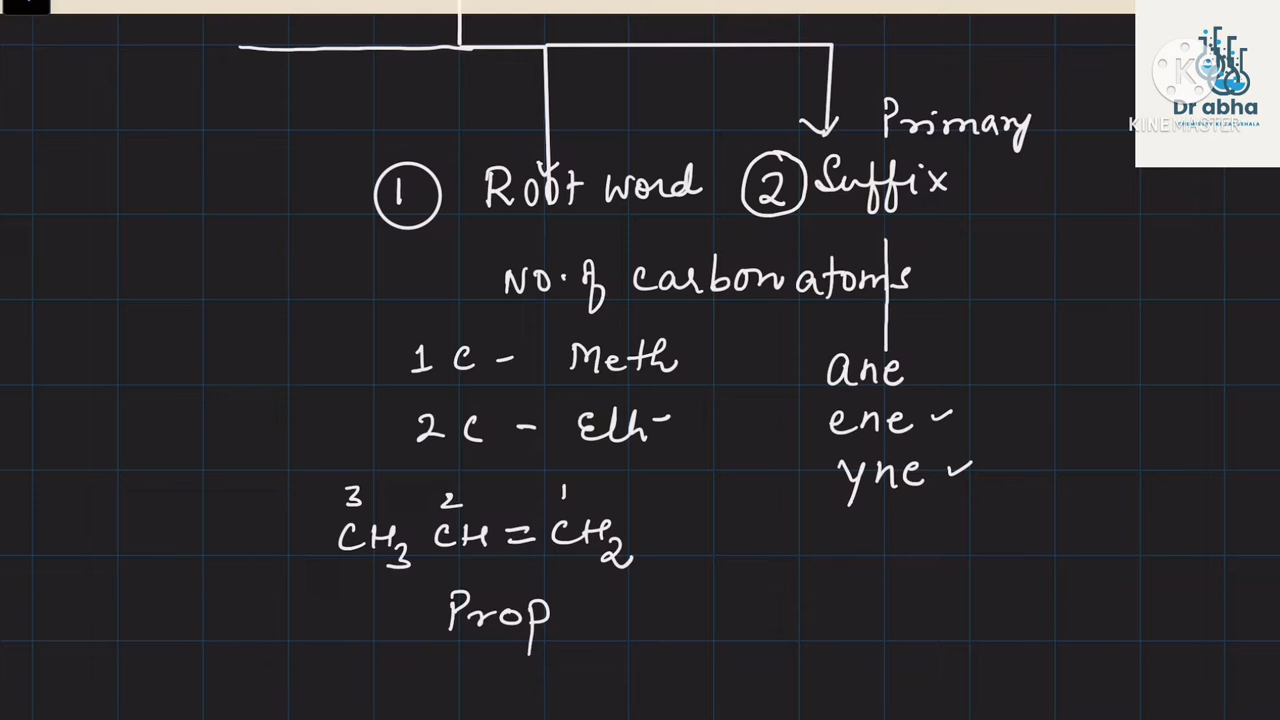 Dr abha
KINEMASTER
Primary
1 Root word 2 Suffix
No. of carbon atoms
1 C - Meth ane
2 C - Eth - ene ✓
yne ✓
3 2 1
CH3 CH = CH2
Prop